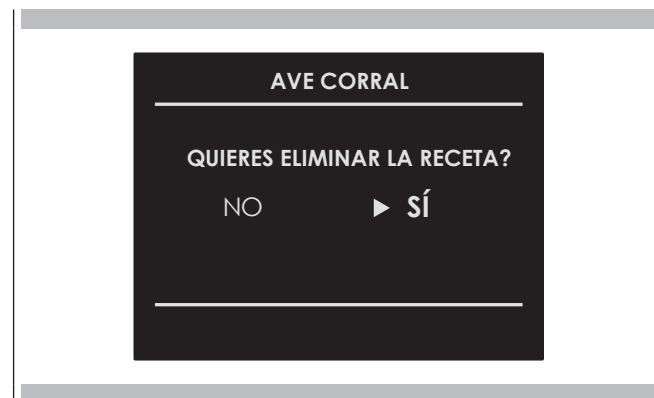 AVE CORRAL
QUIERES ELIMINAR LA RECETA?
NO ▶ SÍ